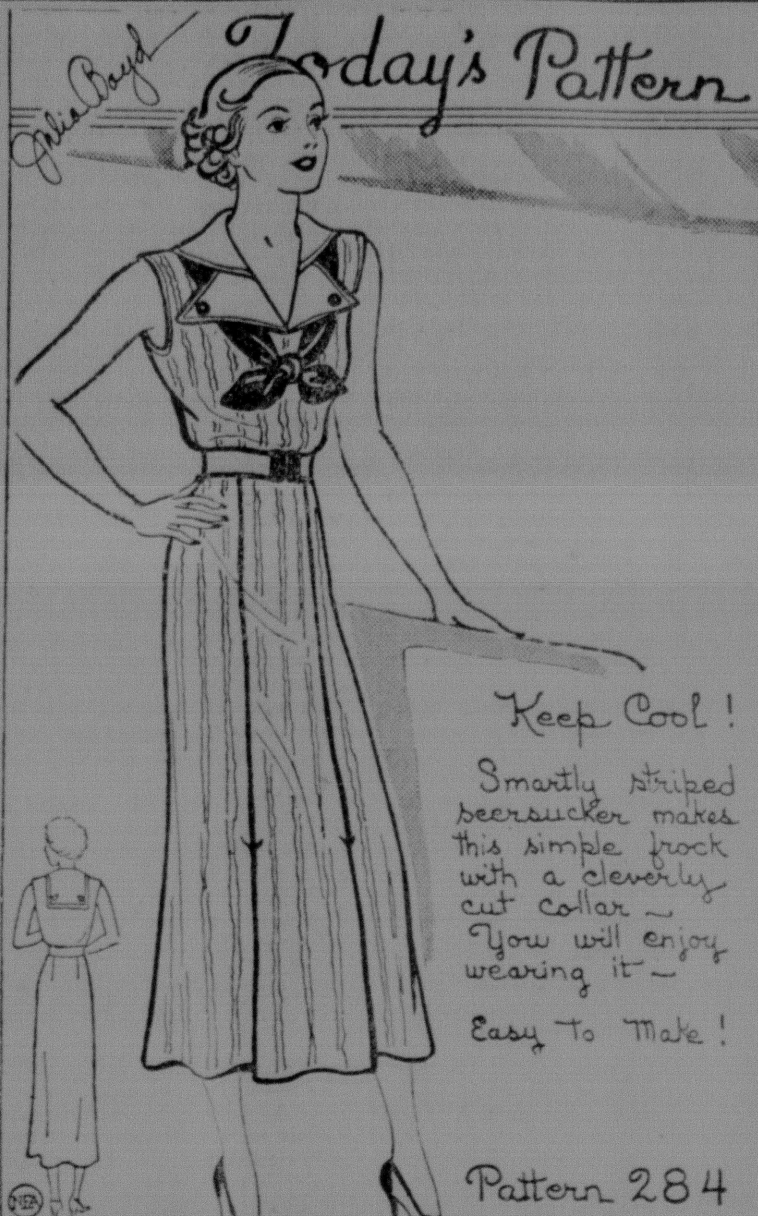 Julia Boyd
Today's Pattern
Keep Cool!
Smartly striped
seersucker makes
this simple frock
with a cleverly
cut collar ~
You will enjoy
wearing it ~
Easy To Make!
Pattern 284
NEA